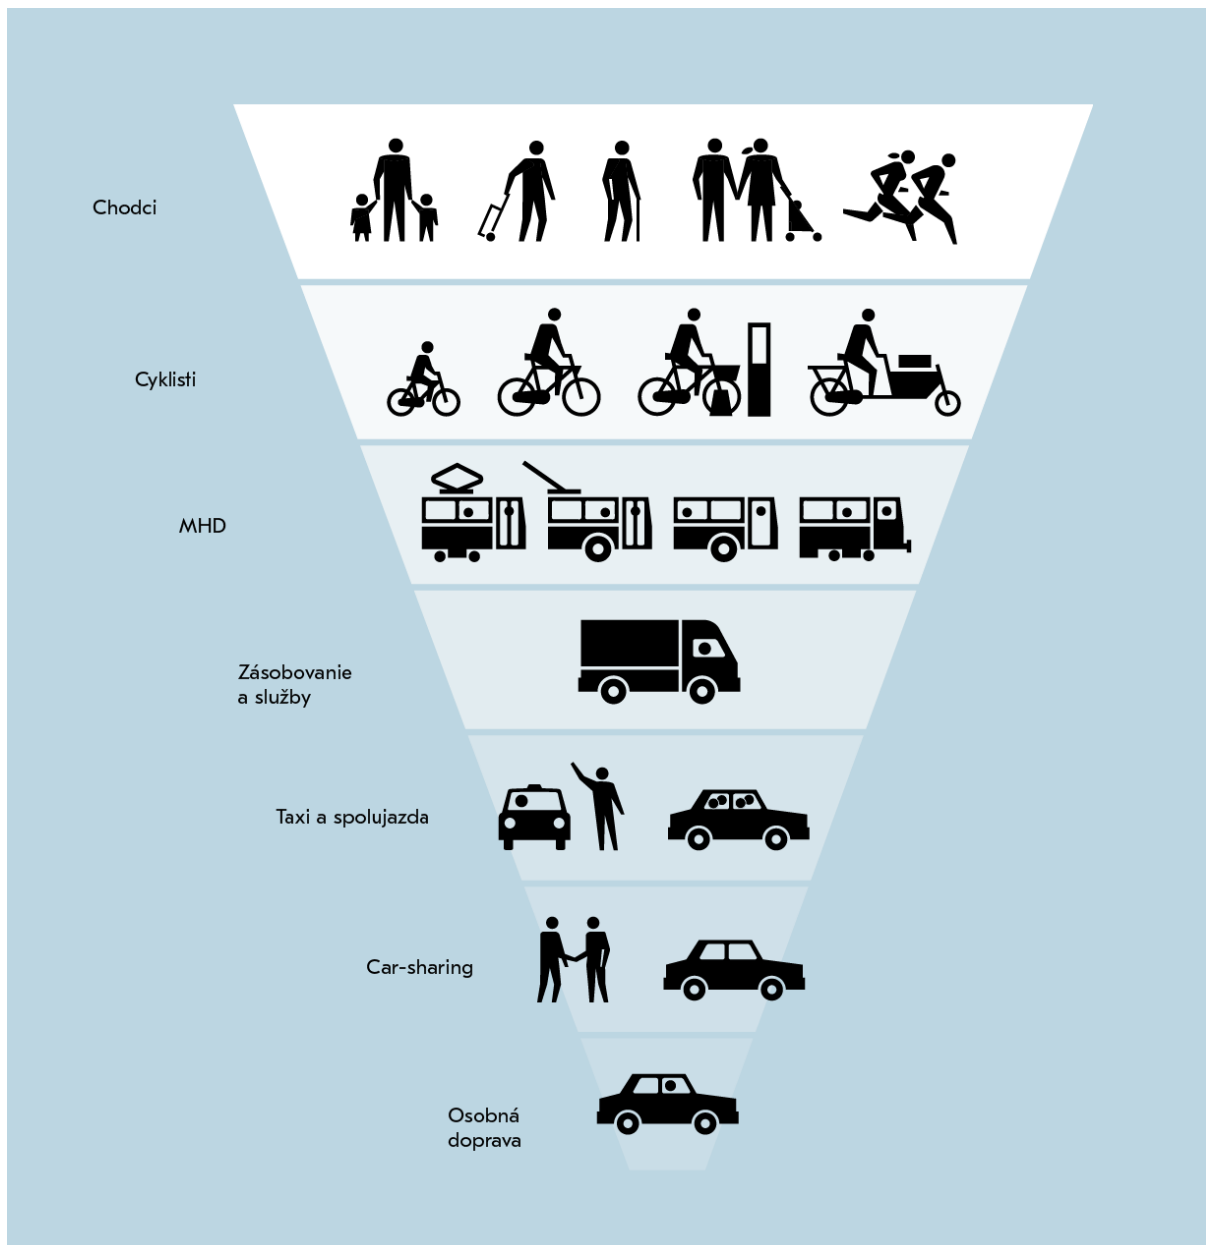 Chodci
Cyklisti
MHD
Zásobovanie
a služby
Taxi a spolujazda
Car-sharing
Osobná
doprava